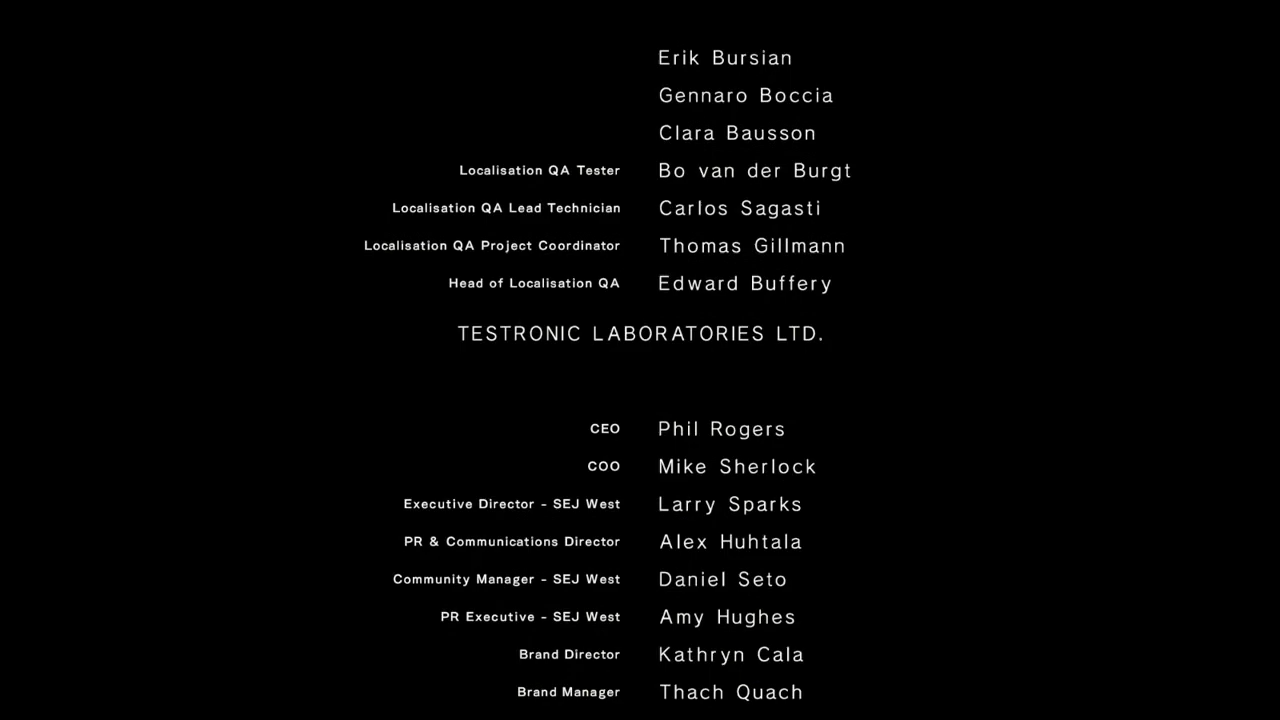 Erik Bursian
Gennaro Boccia
Clara Bausson
Localisation QA Tester Bo van der Burgt
Localisation QA Lead Technician Carlos Sagasti
Localisation QA Project Coordinator Thomas Gillmann
Head of Localisation QA Edward Buffery
TESTRONIC LABORATORIES LTD.
CEO Phil Rogers
COO Mike Sherlock
Executive Director - SEJ West Larry Sparks
PR & Communications Director Alex Huhtala
Community Manager - SEJ West Daniel Seto
PR Executive - SEJ West Amy Hughes
Brand Director Kathryn Cala
Brand Manager Thach Quach